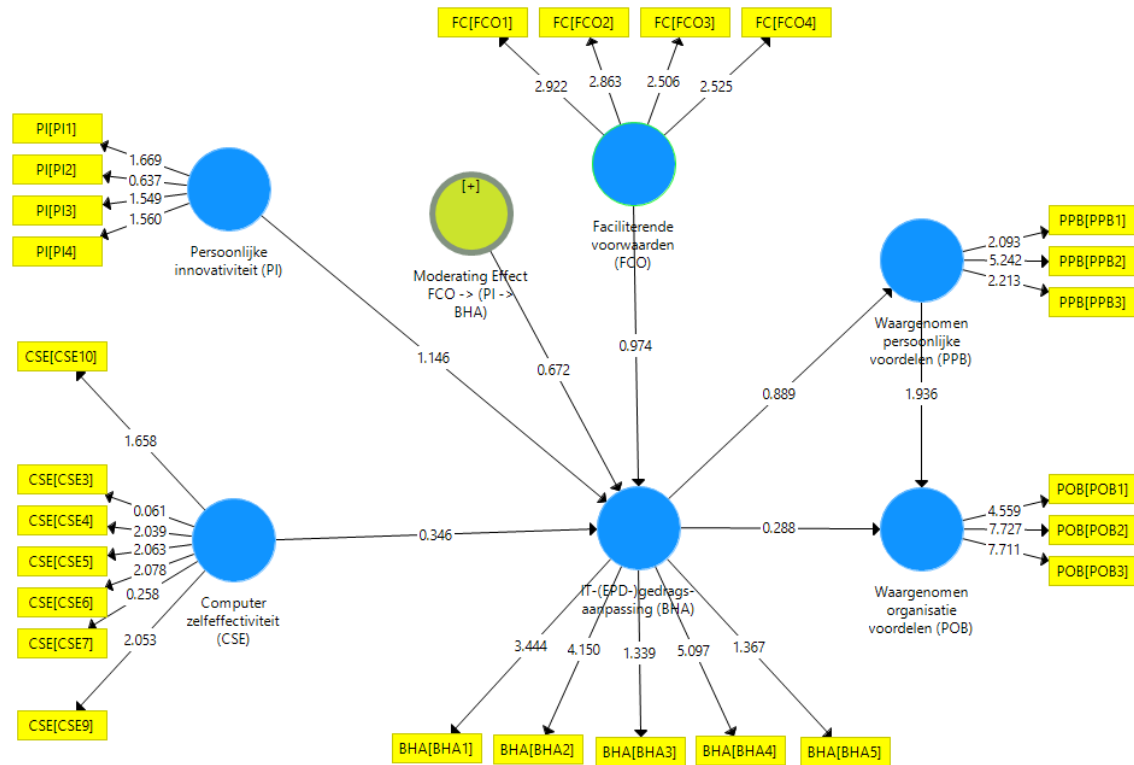 FC[FCO1]
FC[FCO2]
FC[FCO3]
FC[FCO4]
2.922
2.863
2.506
2.525
PI[PI1]
PI[PI2]
PI[PI3]
PI[PI4]
1.669
0.637
1.549
1.560
Persoonlijke
innovativiteit (PI)
[+]
Moderating Effect
FCO -> (PI ->
BHA)
Faciliterende
voorwaarden
(FCO)
PPB[PPB1]
PPB[PPB2]
PPB[PPB3]
2.093
5.242
2.213
Waargenomen
persoonlijke
voordelen (PPB)
1.146
0.672
0.974
0.889
1.936
CSE[CSE10]
1.658
CSE[CSE3]
CSE[CSE4]
CSE[CSE5]
CSE[CSE6]
CSE[CSE7]
CSE[CSE9]
0.061
2.039
2.063
2.078
0.258
2.053
Computer
zelfeffectiviteit
(CSE)
0.346
0.288
IT-(EPD-)gedrags-
aanpassing (BHA)
POB[POB1]
POB[POB2]
POB[POB3]
4.559
7.727
7.711
Waargenomen
organisatie
voordelen (POB)
3.444
4.150
1.339
5.097
1.367
BHA[BHA1]
BHA[BHA2]
BHA[BHA3]
BHA[BHA4]
BHA[BHA5]